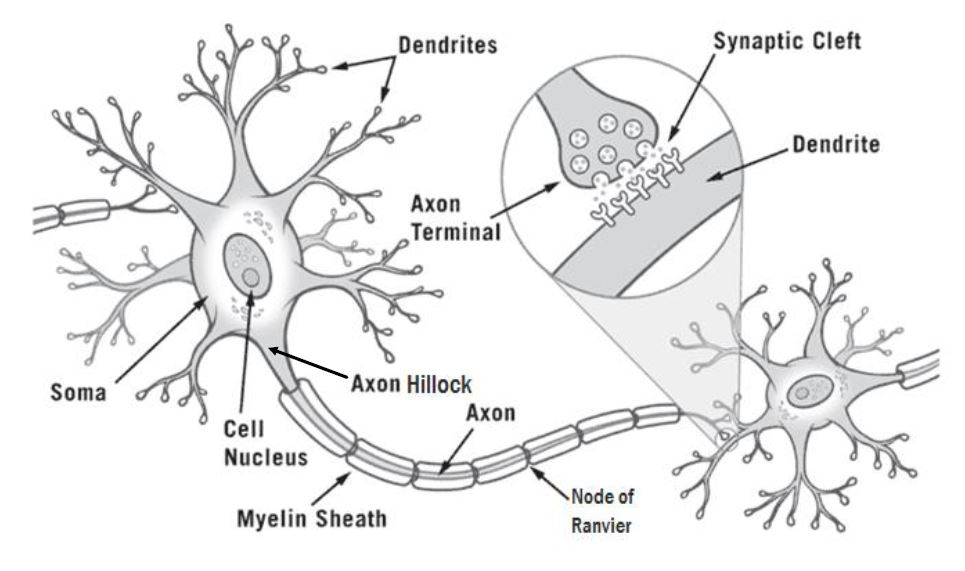 Dendrites
Synaptic Cleft
Dendrite
Axon
Terminal
Soma
Axon Hillock
Axon
Cell
Nucleus
Node of
Ranvier
Myelin Sheath